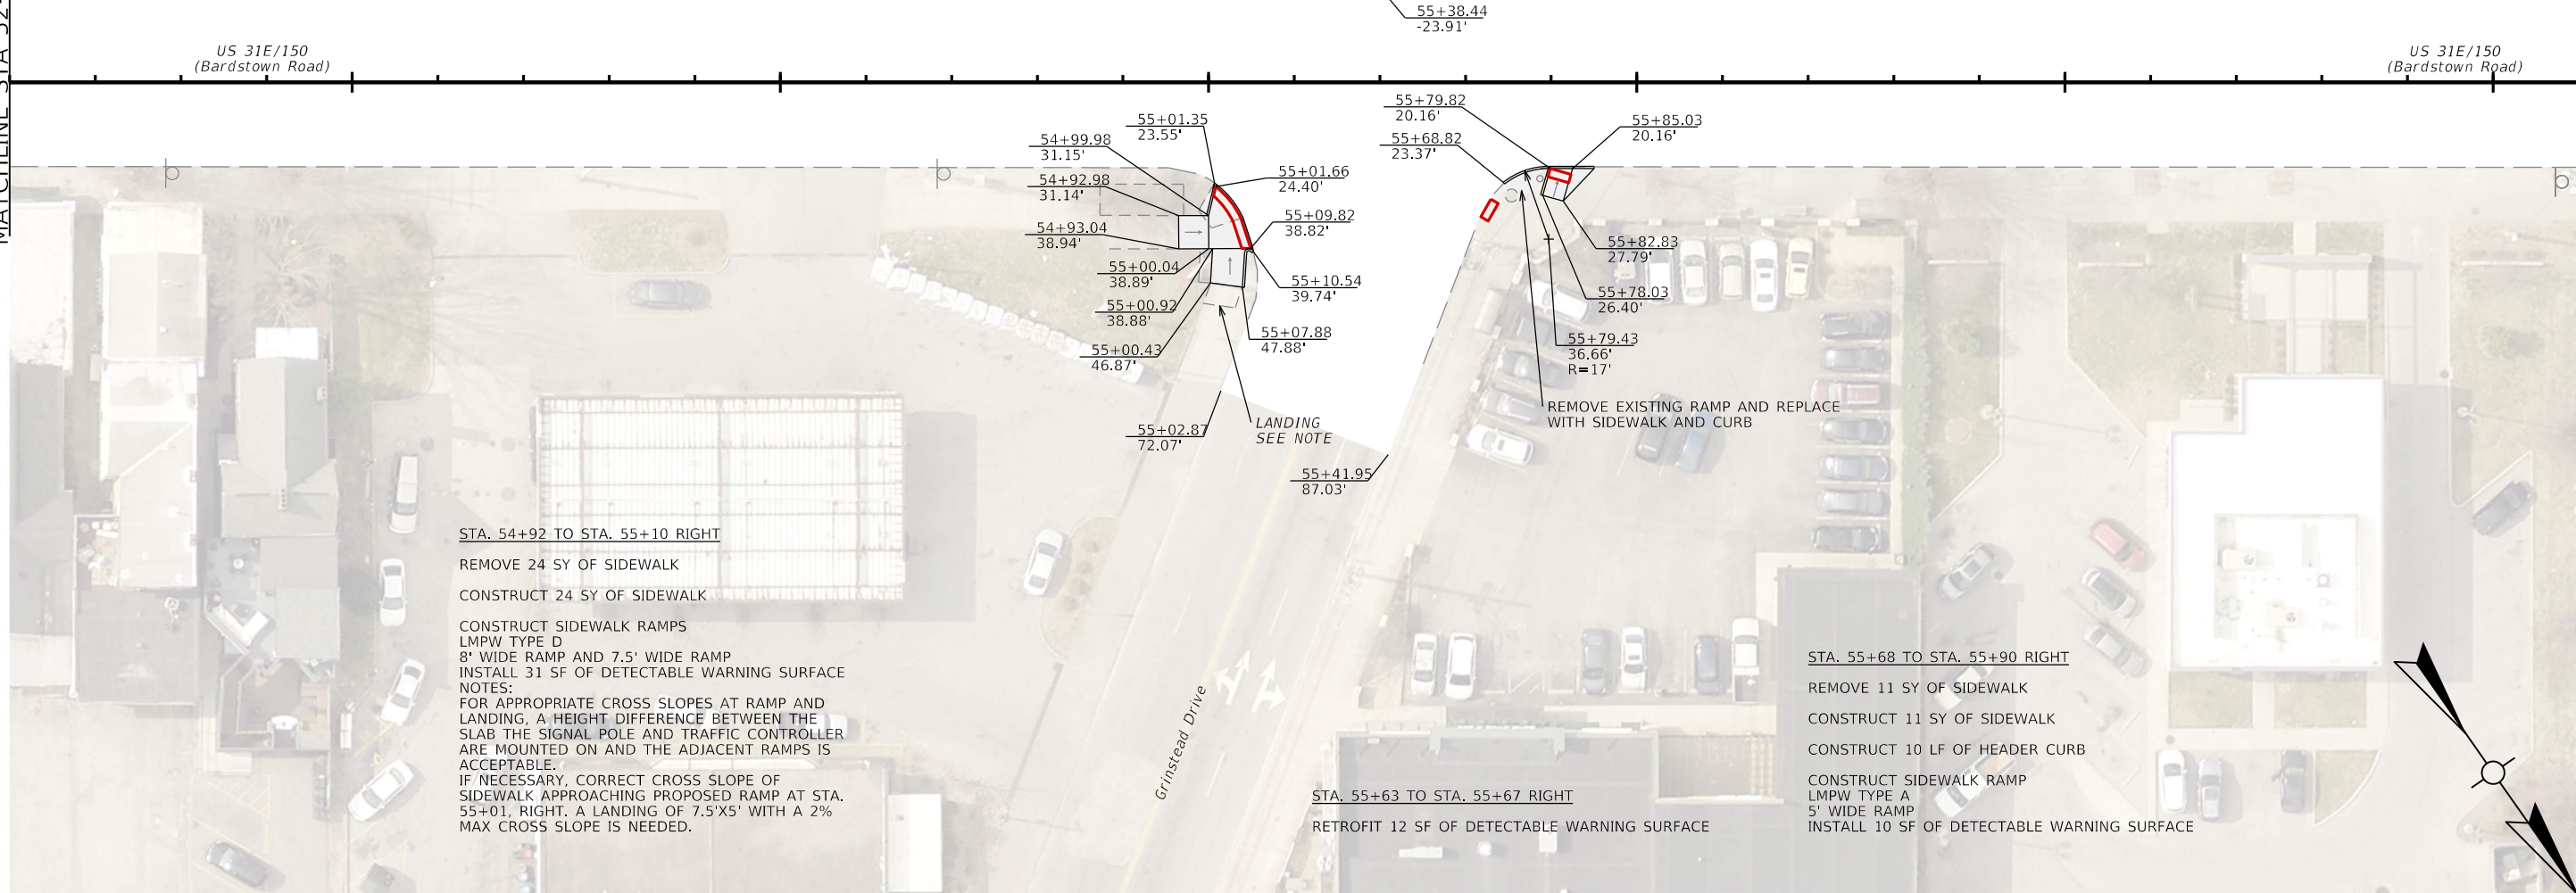 55+38.44
-23.91'
US 31E/150
(Bardstown Road)
US 31E/150
(Bardstown Road)
55+01.35
23.55'
54+99.98
31.15'
54+92.98
31.14'
54+93.04
38.94'
55+00.04
38.89'
55+00.92
38.88'
55+00.43
46.87'
55+02.87
72.07'
55+01.66
24.40'
55+09.82
38.82'
55+10.54
39.74'
55+07.88
47.88'
LANDING
SEE NOTE
55+41.95
87.03'
55+79.82
20.16'
55+68.82
23.37'
55+85.03
20.16'
55+82.83
27.79'
55+78.03
26.40'
55+79.43
36.66'
R=17'
REMOVE EXISTING RAMP AND REPLACE
WITH SIDEWALK AND CURB
STA. 54+92 TO STA. 55+10 RIGHT
REMOVE 24 SY OF SIDEWALK
CONSTRUCT 24 SY OF SIDEWALK
CONSTRUCT SIDEWALK RAMPS
LMPW TYPE D
8' WIDE RAMP AND 7.5' WIDE RAMP
INSTALL 31 SF OF DETECTABLE WARNING SURFACE
NOTES:
FOR APPROPRIATE CROSS SLOPES AT RAMP AND
LANDING, A HEIGHT DIFFERENCE BETWEEN THE
SLAB THE SIGNAL POLE AND TRAFFIC CONTROLLER
ARE MOUNTED ON AND THE ADJACENT RAMPS IS
ACCEPTABLE.
IF NECESSARY, CORRECT CROSS SLOPE OF
SIDEWALK APPROACHING PROPOSED RAMP AT STA.
55+01, RIGHT. A LANDING OF 7.5'X5' WITH A 2%
MAX CROSS SLOPE IS NEEDED.
Grinstead Drive
STA. 55+63 TO STA. 55+67 RIGHT
RETROFIT 12 SF OF DETECTABLE WARNING SURFACE
STA. 55+68 TO STA. 55+90 RIGHT
REMOVE 11 SY OF SIDEWALK
CONSTRUCT 11 SY OF SIDEWALK
CONSTRUCT 10 LF OF HEADER CURB
CONSTRUCT SIDEWALK RAMP
LMPW TYPE A
5' WIDE RAMP
INSTALL 10 SF OF DETECTABLE WARNING SURFACE